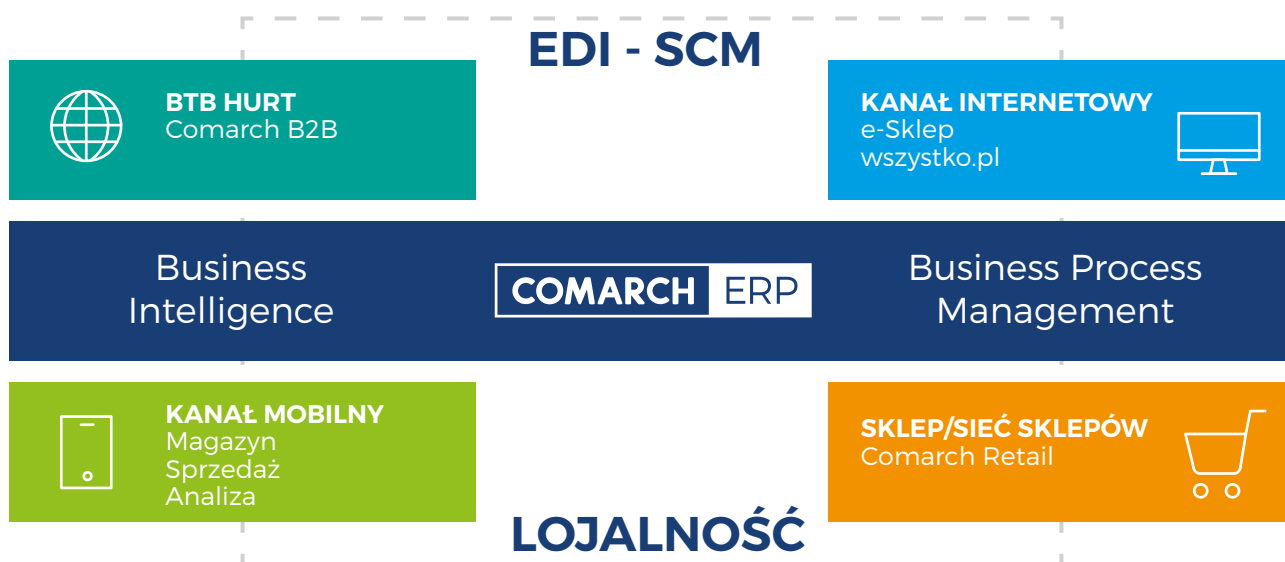 EDI - SCM
BTB HURT
Comarch B2B
KANAŁ INTERNETOWY
e-Sklep
wszystko.pl
Business
Intelligence
COMARCH ERP
Business Process
Management
KANAŁ MOBILNY
Magazyn
Sprzedaż
Analiza
SKLEP/SIEĆ SKLEPÓW
Comarch Retail
LOJALNOŚĆ